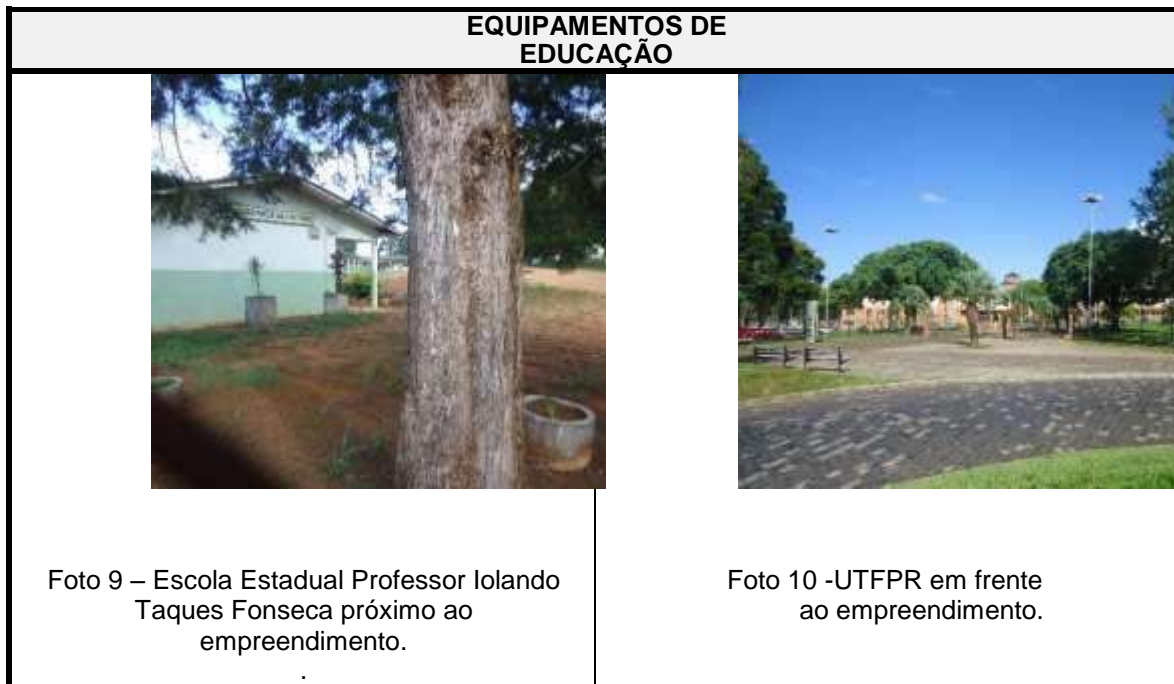 EQUIPAMENTOS DE
EDUCAÇÃO
Foto 9 – Escola Estadual Professor Iolando
Taques Fonseca próximo ao
empreendimento.
.
Foto 10 -UTFPR em frente
ao empreendimento.